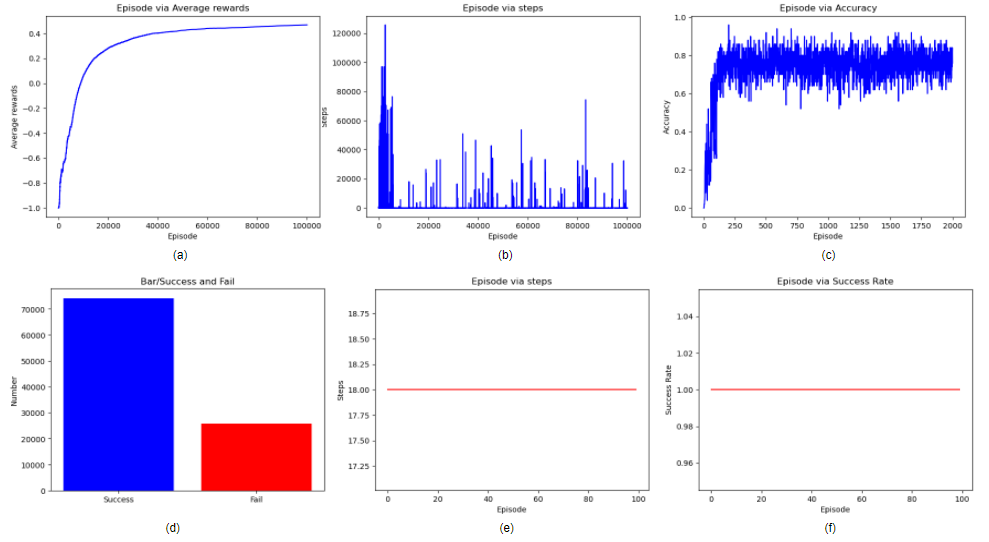 Episode via Average rewards
Average rewards
0.4
0.2
0.0
−0.2
−0.4
−0.6
−0.8
−1.0
0
20000
40000
60000
80000
100000
Episode
(a)
Episode via steps
Steps
120000
100000
80000
60000
40000
20000
0
0
20000
40000
60000
80000
100000
Episode
(b)
Episode via Accuracy
Accuracy
1.0
0.8
0.6
0.4
0.2
0.0
0
250
500
750
1000
1250
1500
1750
2000
Episode
(c)
Bar/Success and Fail
Number
70000
60000
50000
40000
30000
20000
10000
0
Success
Fail
(d)
Episode via steps
Steps
18.75
18.50
18.25
18.00
17.75
17.50
17.25
0
20
40
60
80
100
Episode
(e)
Episode via Success Rate
Success Rate
1.04
1.02
1.00
0.98
0.96
0
20
40
60
80
100
Episode
(f)